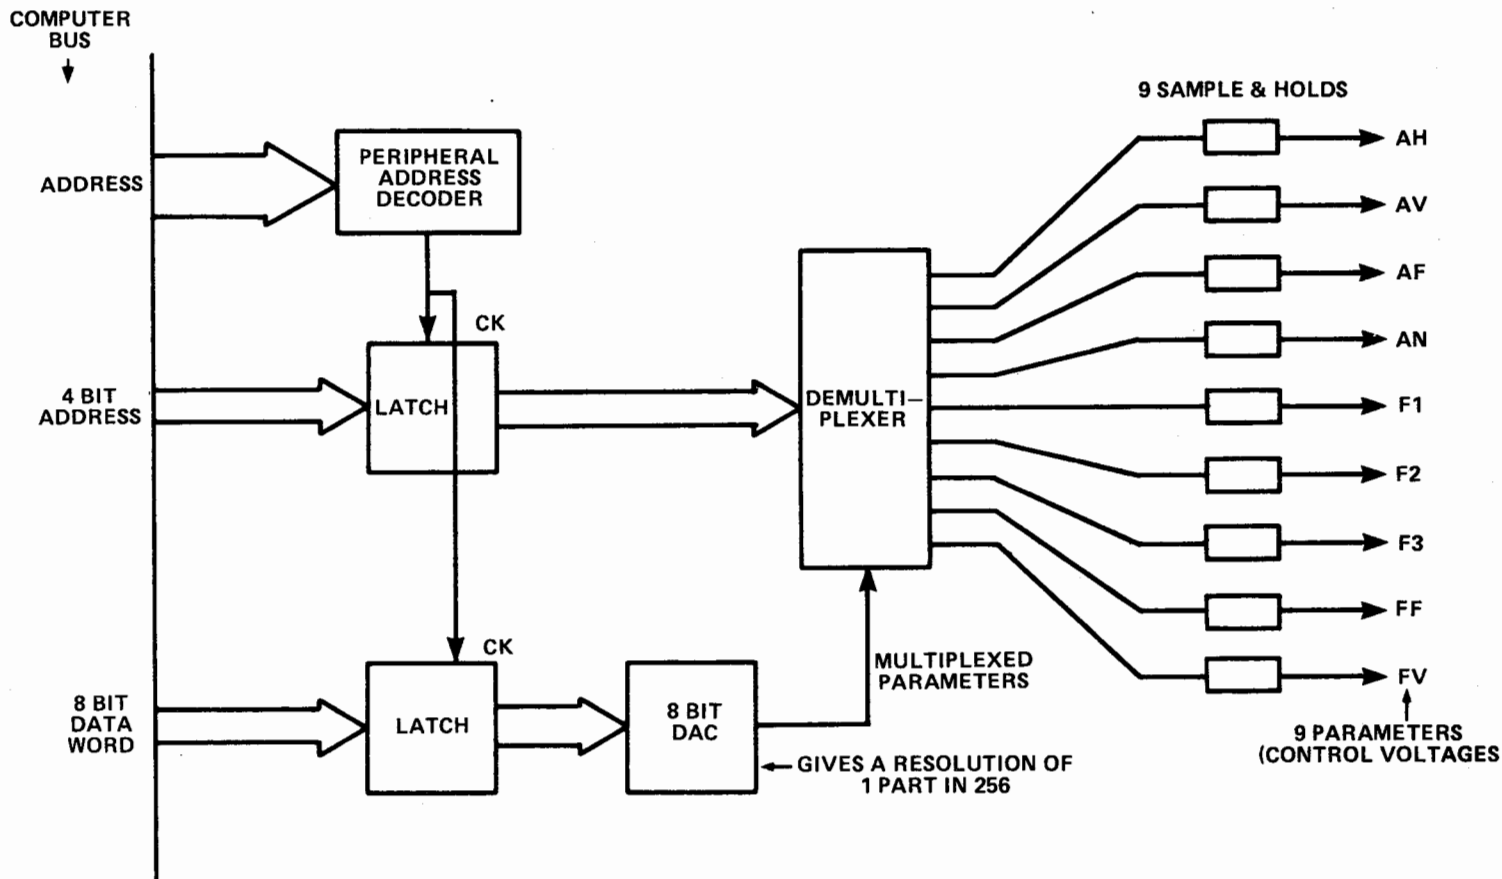 COMPUTER
BUS
9 SAMPLE & HOLDS
AH
PERIPHERAL
ADDRESS
DECODER
ADDRESS
AV
AF
CK
AN
4 BIT
ADDRESS
LATCH
DEMULTI–
PLEXER
F1
F2
F3
FF
CK
MULTIPLEXED
PARAMETERS
FV
8 BIT
DATA
WORD
LATCH
8 BIT
DAC
9 PARAMETERS
(CONTROL VOLTAGES
GIVES A RESOLUTION OF
1 PART IN 256